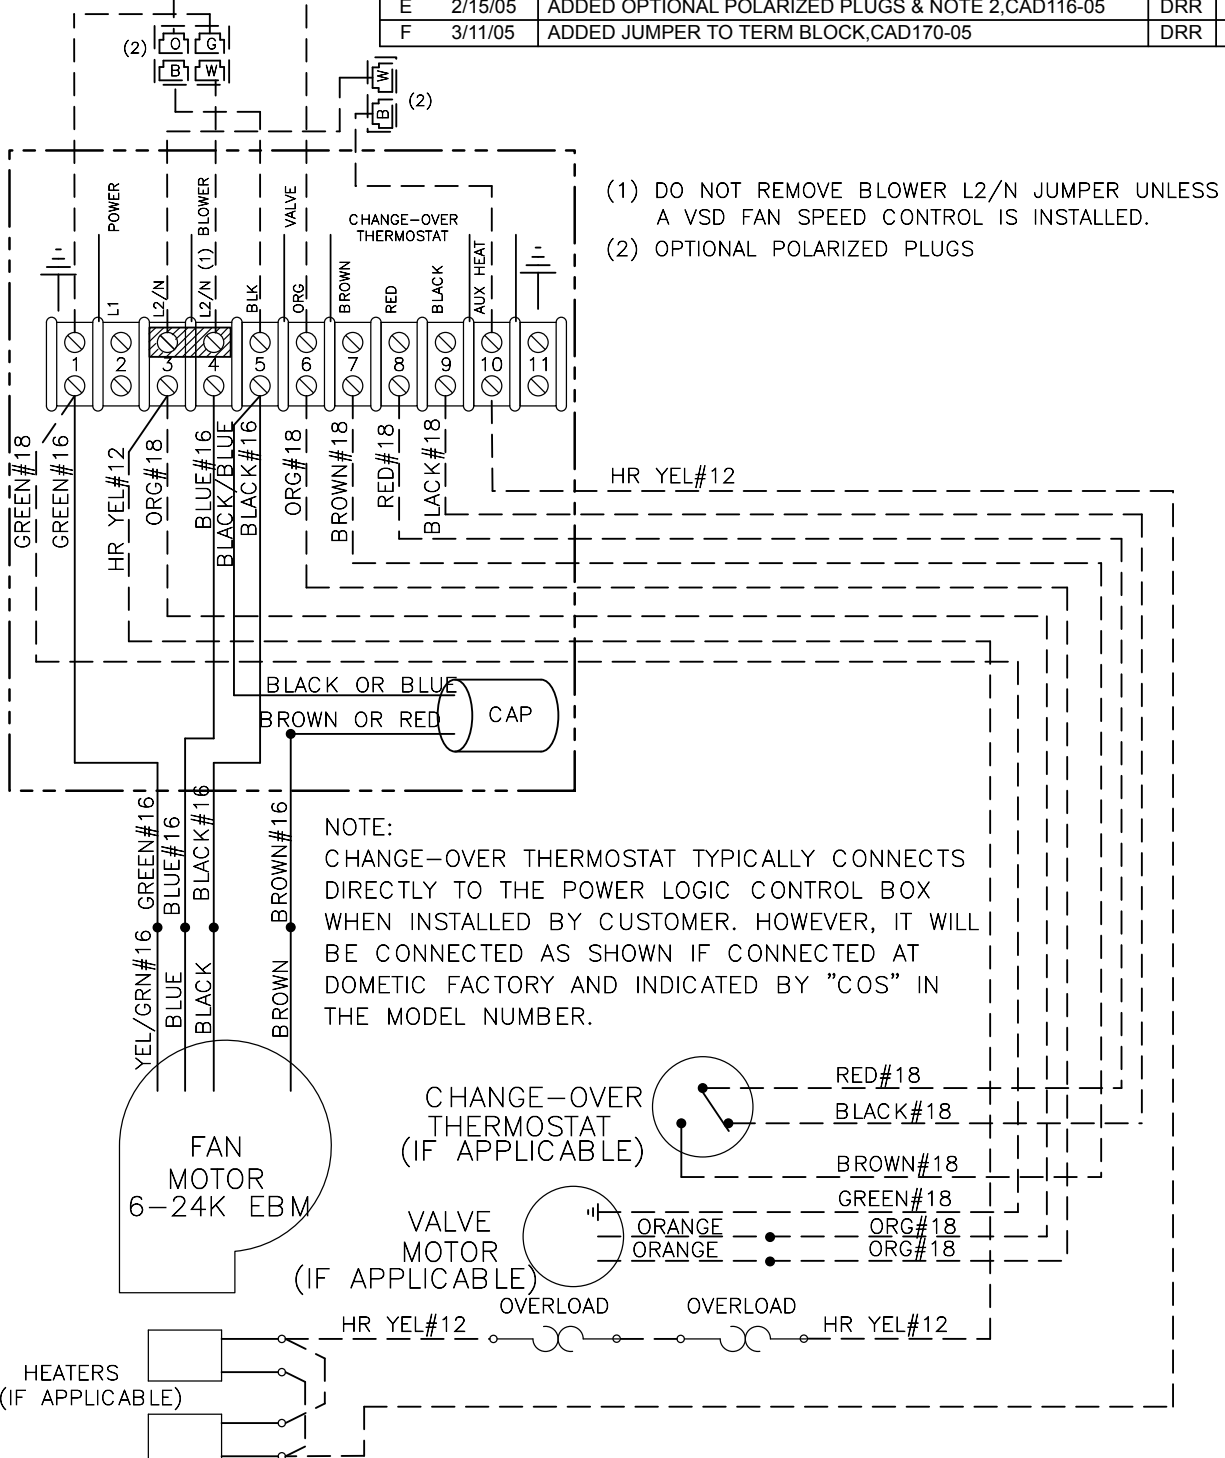 E 2/15/05 ADDED OPTIONAL POLARIZED PLUGS & NOTE 2,CAD116-05 DRR
F 3/11/05 ADDED JUMPER TO TERM BLOCK,CAD170-05 DRR
(2) O G
B W
W
B
(2)
(1) DO NOT REMOVE BLOWER L2/N JUMPER UNLESS
A VSD FAN SPEED CONTROL IS INSTALLED.
(2) OPTIONAL POLARIZED PLUGS
POWER
L1
L2/N
BLOWER
L2/N (1)
BLK
VALVE
ORG
CHANGE-OVER
THERMOSTAT
BROWN
RED
BLACK
AUX HEAT
1 2 3 4 5 6 7 8 9 10 11
GREEN#18
GREEN#16
HR YEL#12
ORG#18
BLUE#16
BLACK/BLUE
BLACK#16
ORG#18
BROWN#18
RED#18
BLACK#18
HR YEL#12
BLACK OR BLUE
BROWN OR RED
CAP
GREEN#16
BLUE#16
BLACK#16
BROWN#16
YEL/GRN#16
BLUE
BLACK
BROWN
NOTE:
CHANGE-OVER THERMOSTAT TYPICALLY CONNECTS
DIRECTLY TO THE POWER LOGIC CONTROL BOX
WHEN INSTALLED BY CUSTOMER. HOWEVER, IT WILL
BE CONNECTED AS SHOWN IF CONNECTED AT
DOMETIC FACTORY AND INDICATED BY "COS" IN
THE MODEL NUMBER.
FAN
MOTOR
6-24K EBM
CHANGE-OVER
THERMOSTAT
(IF APPLICABLE)
RED#18
BLACK#18
BROWN#18
VALVE
MOTOR
(IF APPLICABLE)
GREEN#18
ORANGE ORG#18
ORANGE ORG#18
OVERLOAD OVERLOAD
HR YEL#12 HR YEL#12
HEATERS
(IF APPLICABLE)